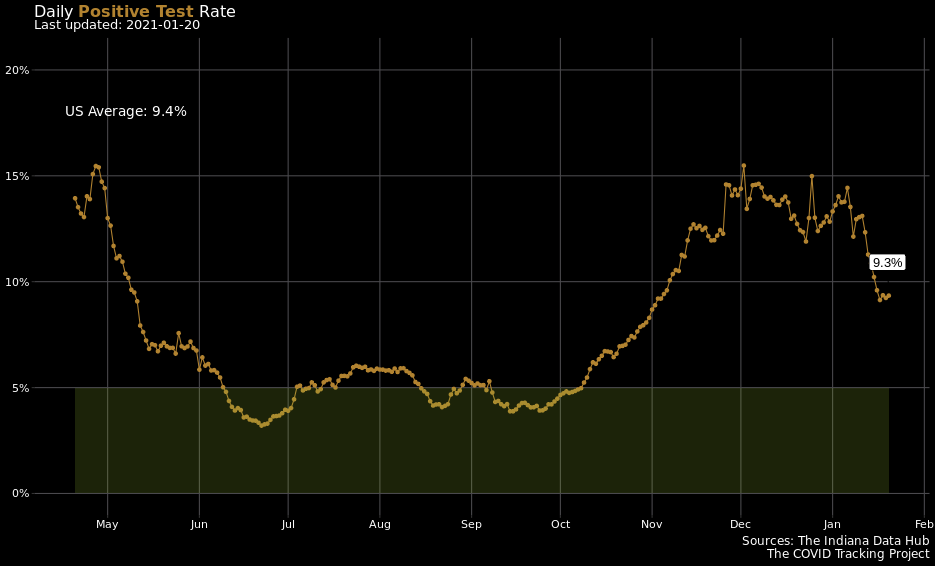 Daily Positive Test Rate
Last updated: 2021-01-20
20%
US Average: 9.4%
15%
10%
9.3%
5%
0%
May Jun Jul Aug Sep Oct Nov Dec Jan Feb
Sources: The Indiana Data Hub
The COVID Tracking Project